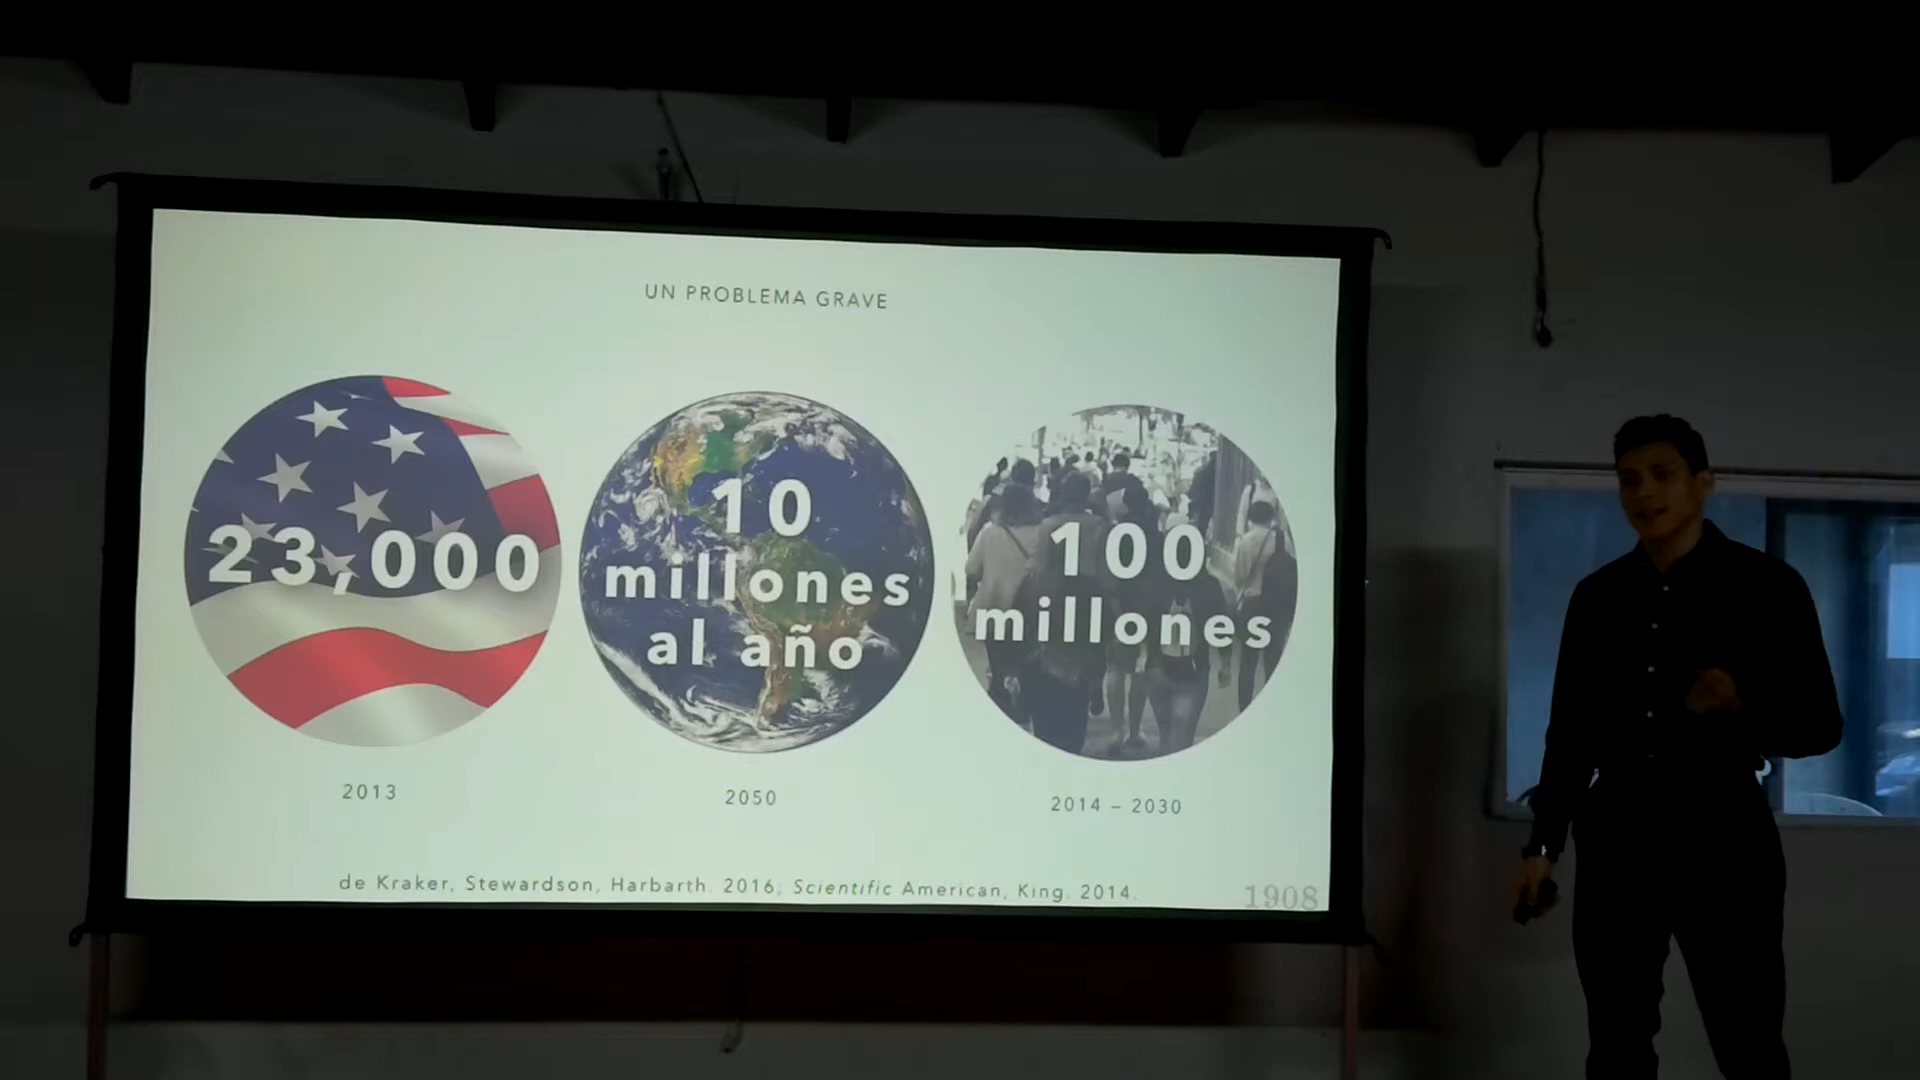 UN PROBLEMA GRAVE
23,000
10
millones
al año
100
millones
2013
2050
2014 – 2030
de Kraker, Stewardson, Harbarth. 2016; Scientific American, King. 2014.
1908